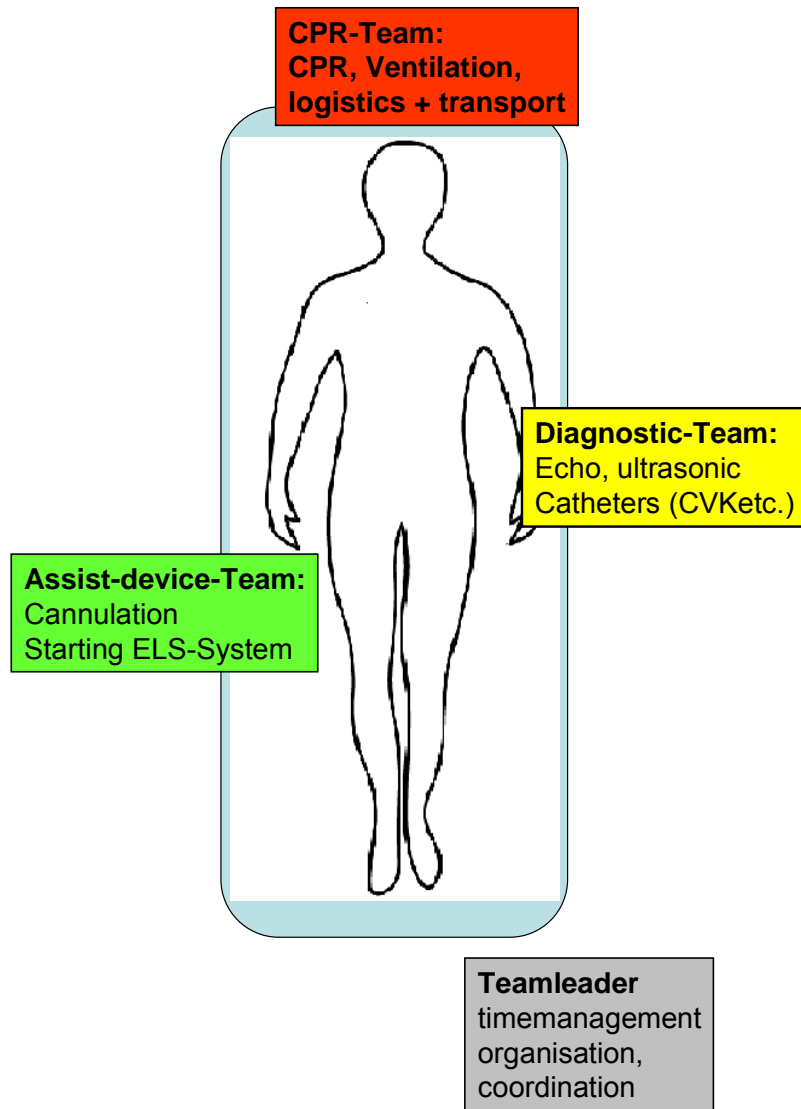 CPR-Team:
CPR, Ventilation,
logistics + transport
Diagnostic-Team:
Echo, ultrasonic
Catheters (CVKetc.)
Assist-device-Team:
Cannulation
Starting ELS-System
Teamleader
timemanagement
organisation,
coordination